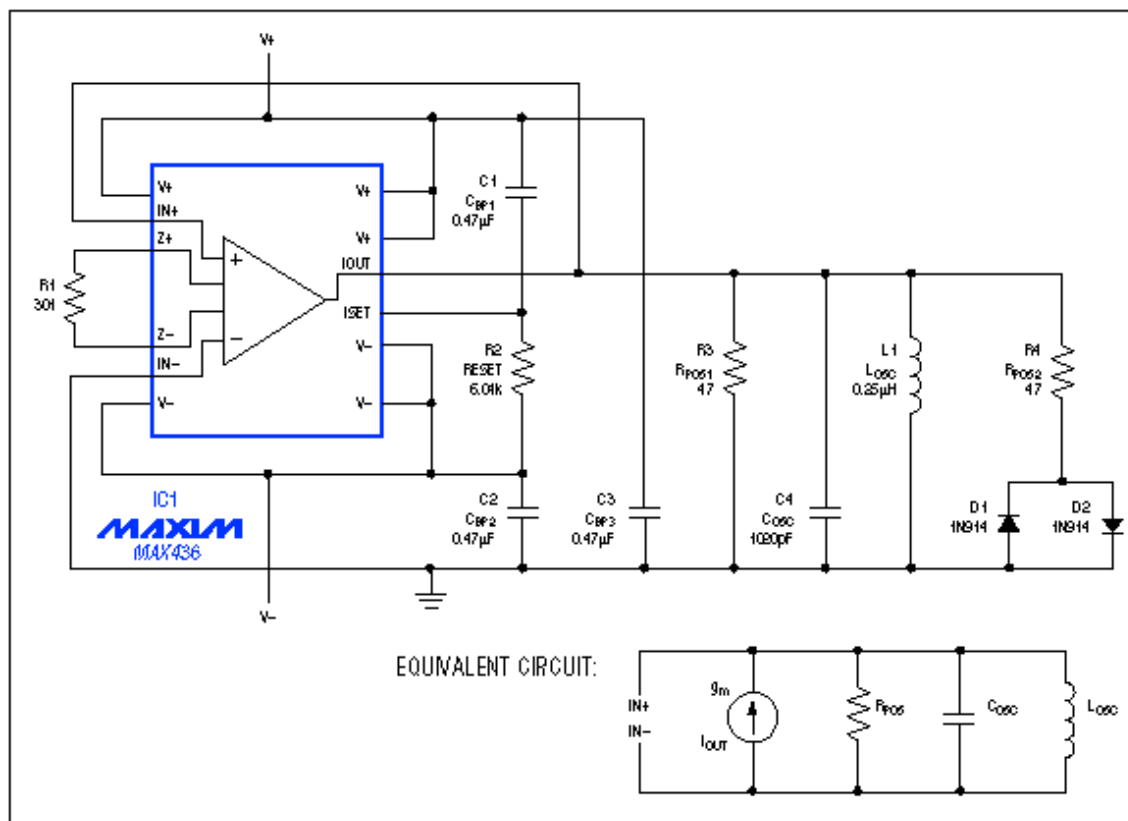 V+
V+
IN+
Z+
V+
V+
IOUT
ISET
V-
V-
Z-
IN-
V-
+
-
R1
301
C1
CBP1
0.47µF
R2
RESET
6.04k
R3
RPOS1
47
L1
LOSC
0.25µH
R4
RPOS2
47
IC1
MAXIM
MAX436
V-
C2
CBP2
0.47µF
C3
CBP3
0.47µF
C4
COSC
1020pF
D1
1N914
D2
1N914
EQUIVALENT CIRCUIT:
IN+
IN-
gm
IOUT
RPOS
COSC
LOSC